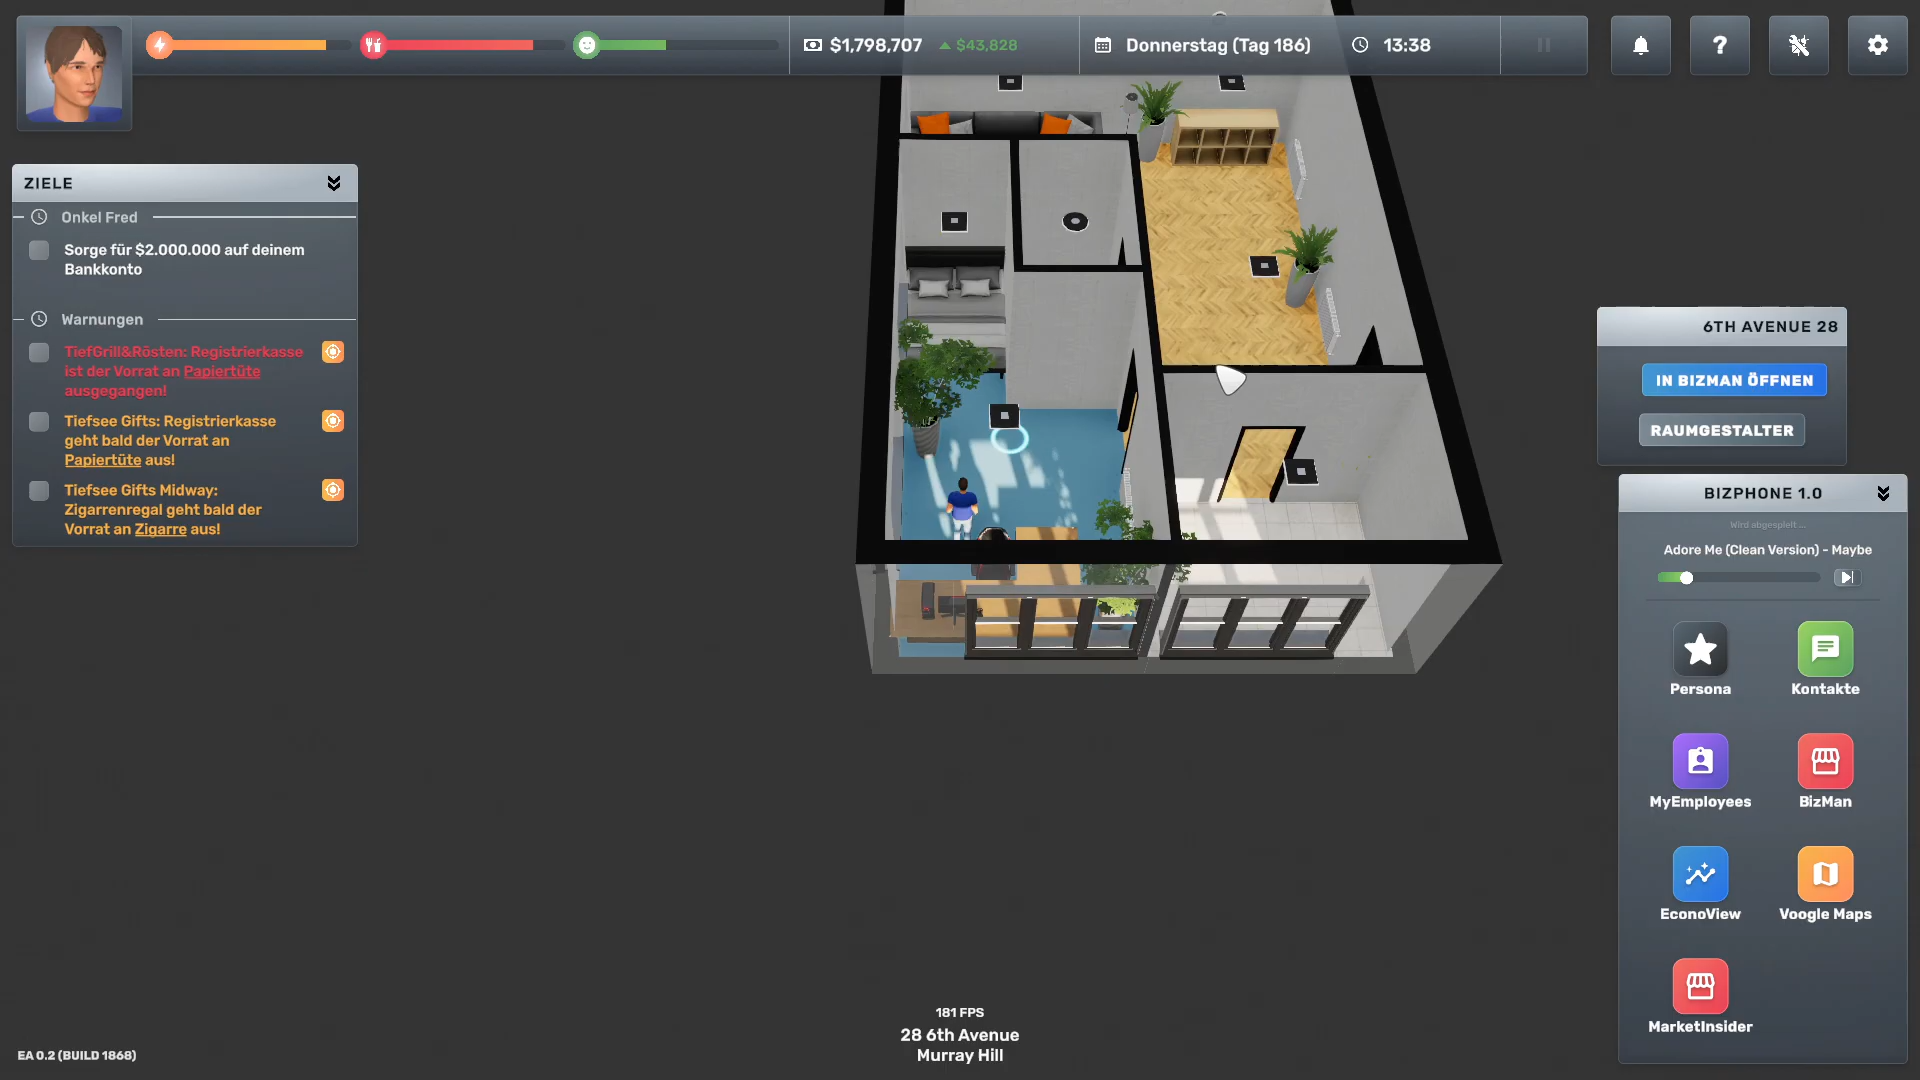 $1,798,707
$43,828
Donnerstag (Tag 186)
13:38
?
ZIELE
Onkel Fred
Sorge für $2.000.000 auf deinem
Bankkonto
Warnungen
TiefGrill&Rösten: Registrierkasse
ist der Vorrat an Papiertüte
ausgegangen!
Tiefsee Gifts: Registrierkasse
geht bald der Vorrat an
Papiertüte aus!
Tiefsee Gifts Midway:
Zigarrenregal geht bald der
Vorrat an Zigarre aus!
6TH AVENUE 28
IN BIZMAN ÖFFNEN
RAUMGESTALTER
BIZPHONE 1.0
Wird abgespielt ...
Adore Me (Clean Version) - Maybe
Persona
Kontakte
MyEmployees
BizMan
EconoView
Voogle Maps
MarketInsider
181 FPS
28 6th Avenue
Murray Hill
EA 0.2 (BUILD 1868)